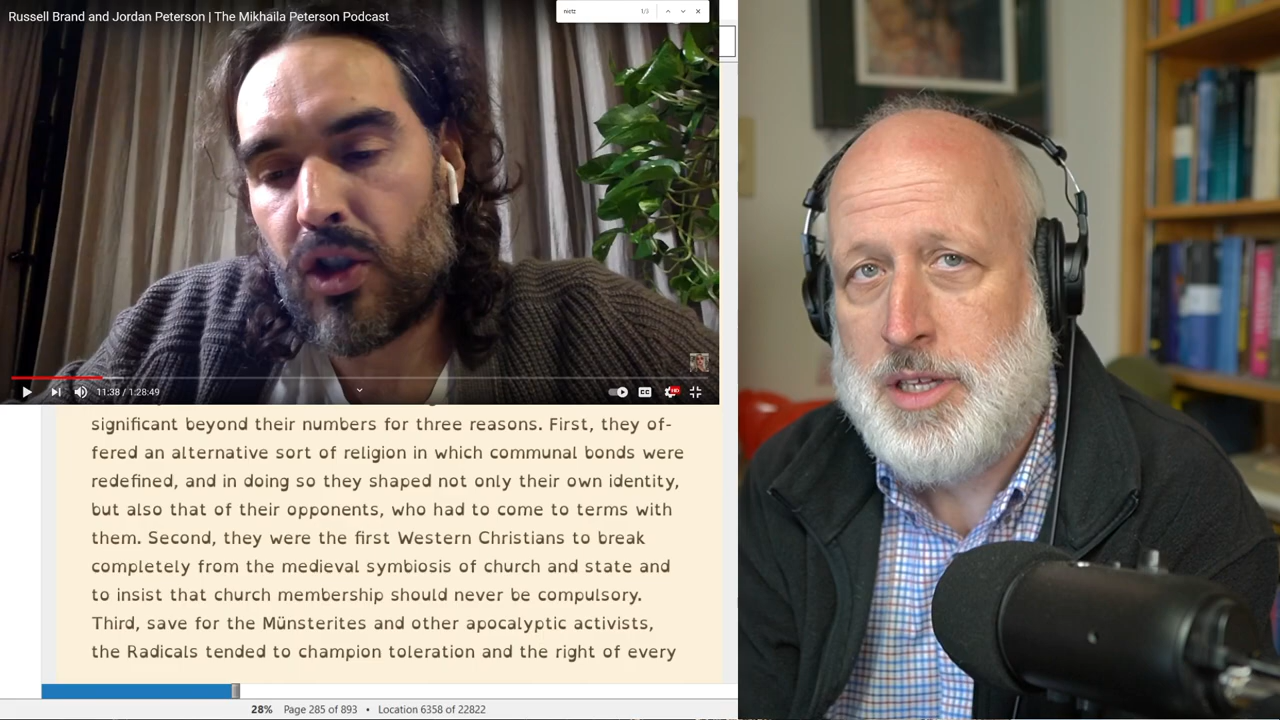 Russell Brand and Jordan Peterson | The Mikhaila Peterson Podcast
nietz
1/3
11:38 / 1:28:49
CC
HD
significant beyond their numbers for three reasons. First, they of-
fered an alternative sort of religion in which communal bonds were
redefined, and in doing so they shaped not only their own identity,
but also that of their opponents, who had to come to terms with
them. Second, they were the first Western Christians to break
completely from the medieval symbiosis of church and state and
to insist that church membership should never be compulsory.
Third, save for the Münsterites and other apocalyptic activists,
the Radicals tended to champion toleration and the right of every
28% Page 285 of 893 • Location 6358 of 22822